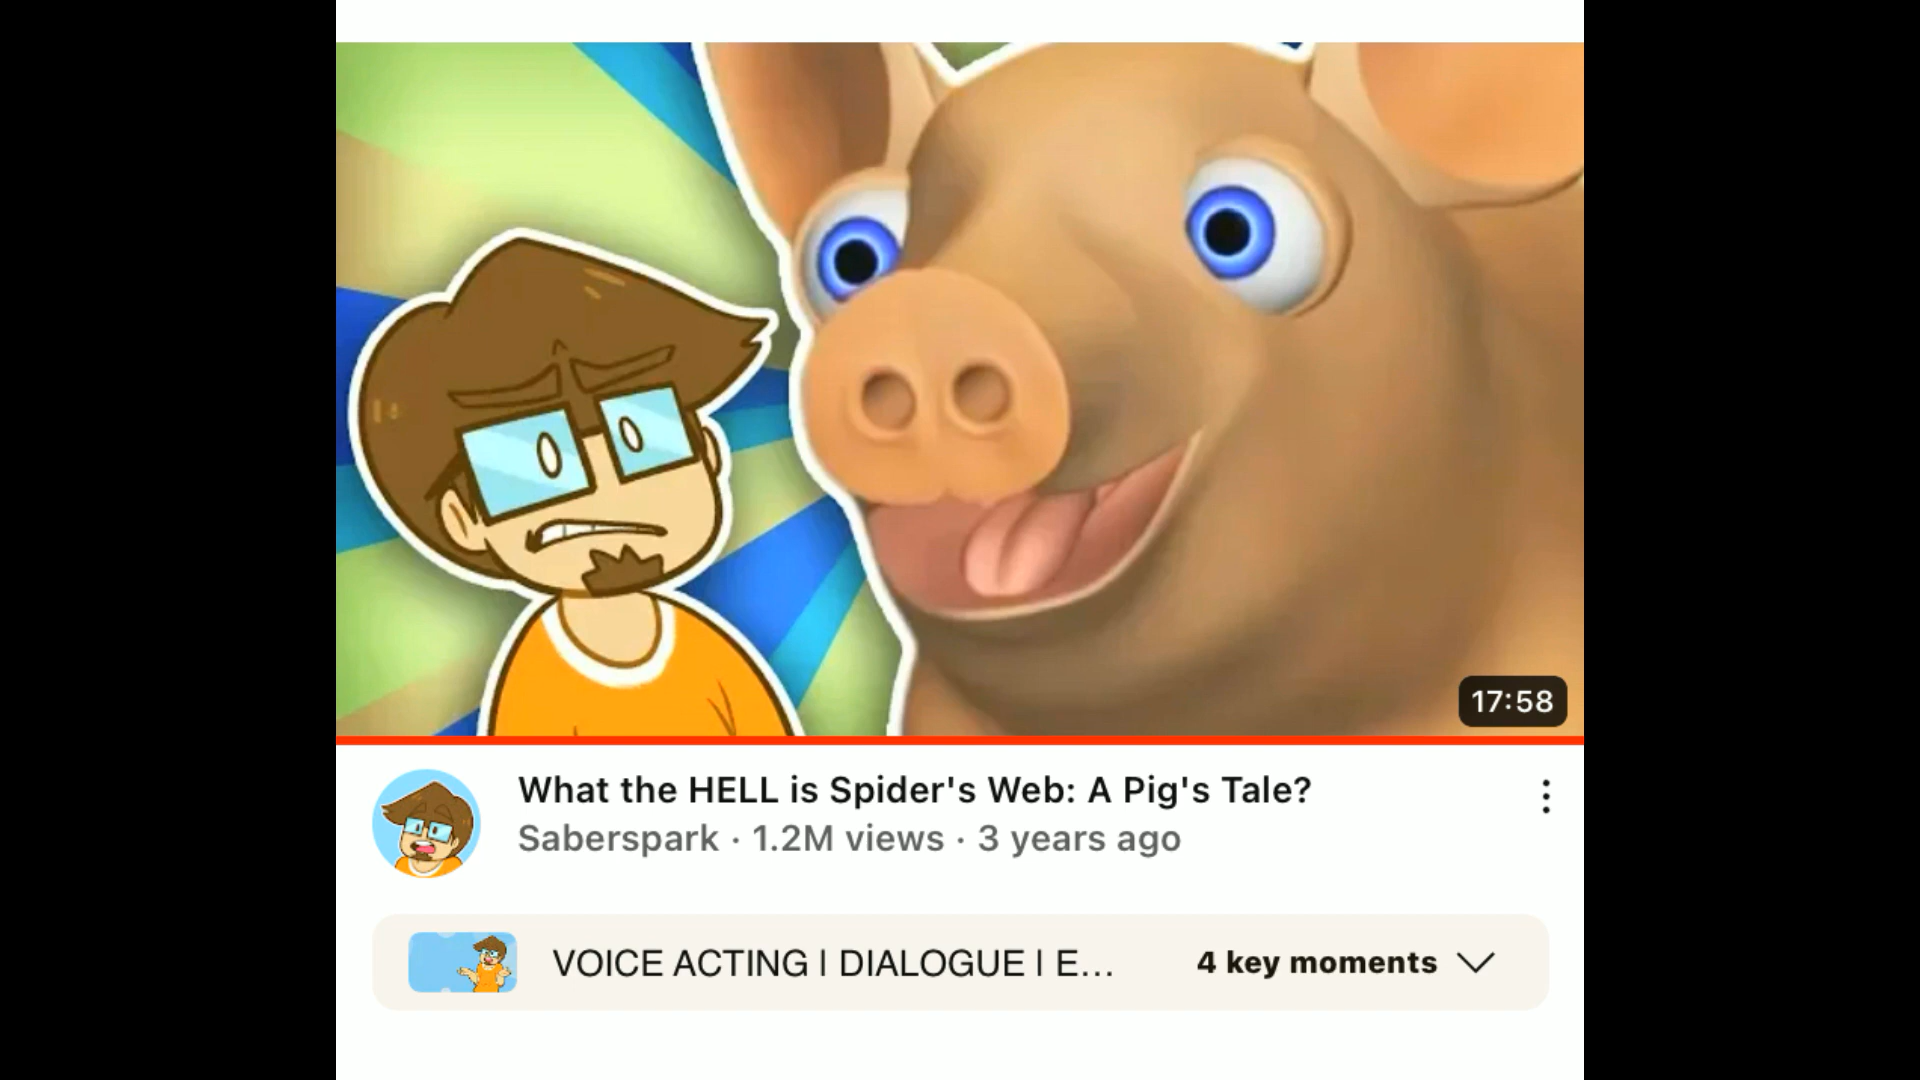 17:58
What the HELL is Spider's Web: A Pig's Tale?
Saberspark · 1.2M views · 3 years ago
VOICE ACTING | DIALOGUE | E... 4 key moments